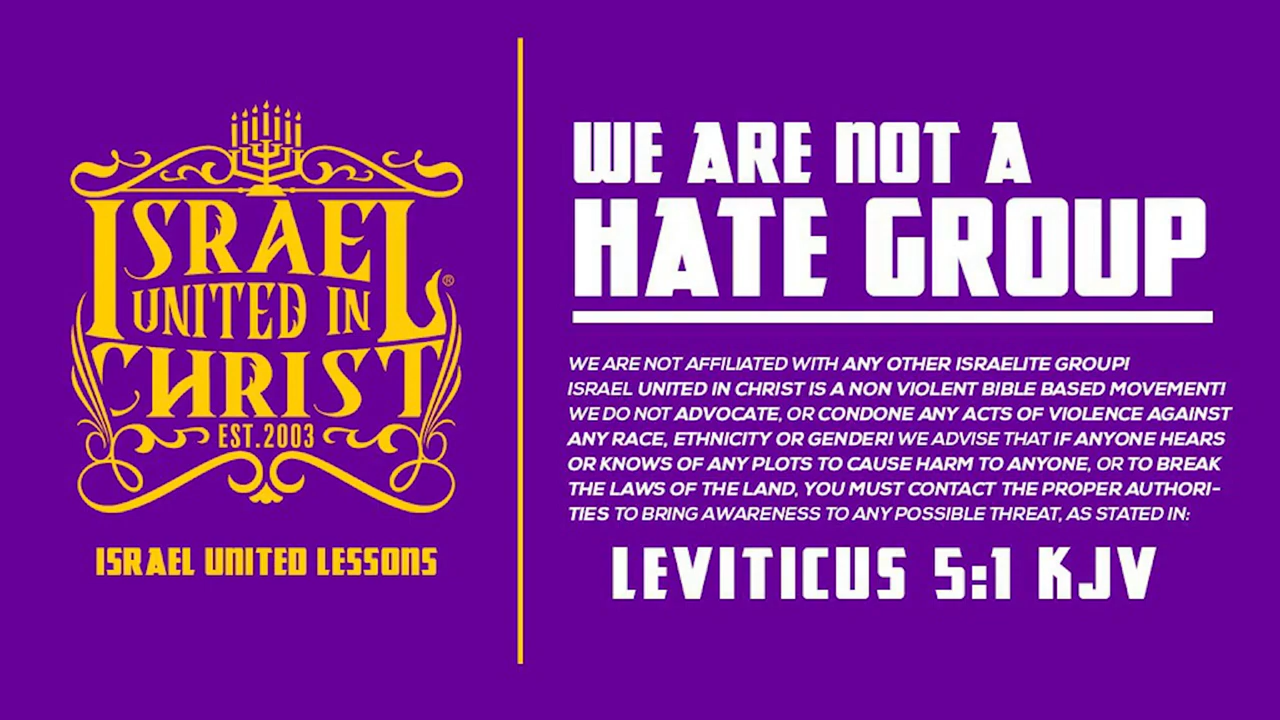 ISRAEL
UNITED IN
CHRIST
®
EST.2003
ISRAEL UNITED LESSONS
WE ARE NOT A
HATE GROUP
WE ARE NOT AFFILIATED WITH ANY OTHER ISRAELITE GROUP!
ISRAEL UNITED IN CHRIST IS A NON VIOLENT BIBLE BASED MOVEMENT!
WE DO NOT ADVOCATE, OR CONDONE ANY ACTS OF VIOLENCE AGAINST
ANY RACE, ETHNICITY OR GENDER! WE ADVISE THAT IF ANYONE HEARS
OR KNOWS OF ANY PLOTS TO CAUSE HARM TO ANYONE, OR TO BREAK
THE LAWS OF THE LAND, YOU MUST CONTACT THE PROPER AUTHORI-
TIES TO BRING AWARENESS TO ANY POSSIBLE THREAT, AS STATED IN:
LEVITICUS 5:1 KJV